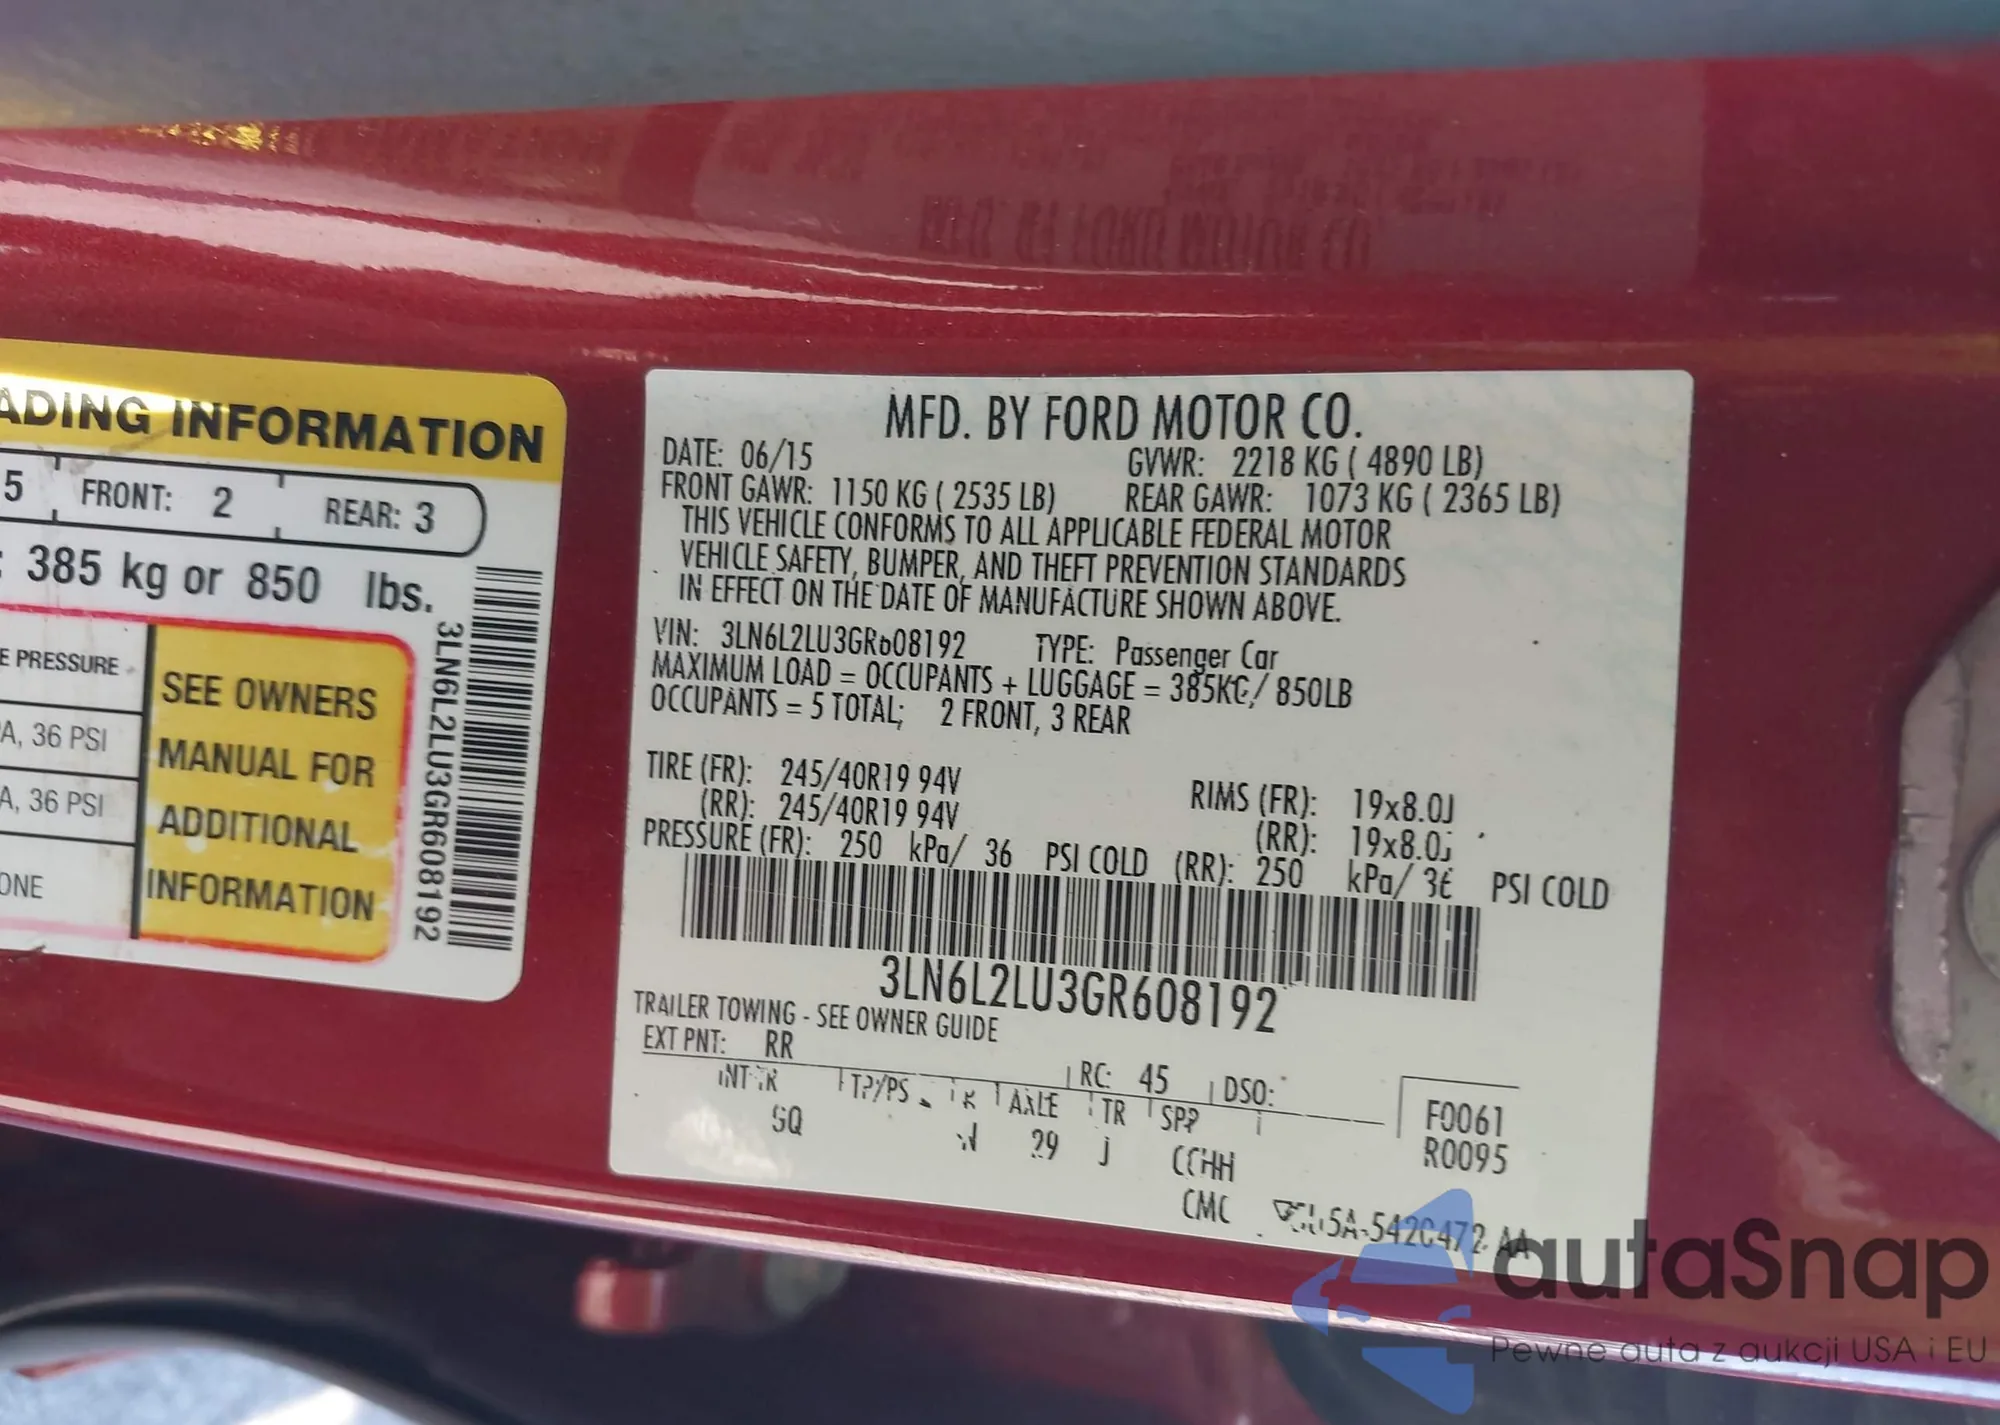 ADING INFORMATION
5 FRONT: 2 REAR: 3
: 385 kg or 850 lbs.
E PRESSURE
A, 36 PSI
A, 36 PSI
ONE
SEE OWNERS
MANUAL FOR
ADDITIONAL
INFORMATION
3LN6L2LU3GR608192
MFD. BY FORD MOTOR CO.
DATE: 06/15 GVWR: 2218 KG ( 4890 LB)
FRONT GAWR: 1150 KG ( 2535 LB) REAR GAWR: 1073 KG ( 2365 LB)
THIS VEHICLE CONFORMS TO ALL APPLICABLE FEDERAL MOTOR
VEHICLE SAFETY, BUMPER, AND THEFT PREVENTION STANDARDS
IN EFFECT ON THE DATE OF MANUFACTURE SHOWN ABOVE.
VIN: 3LN6L2LU3GR608192 TYPE: Passenger Car
MAXIMUM LOAD = OCCUPANTS + LUGGAGE = 385KG/ 850LB
OCCUPANTS = 5 TOTAL; 2 FRONT, 3 REAR
TIRE (FR): 245/40R19 94V RIMS (FR): 19x8.0J
(RR): 245/40R19 94V (RR): 19x8.0J
PRESSURE (FR): 250 kPa/ 36 PSI COLD (RR): 250 kPa/ 36 PSI COLD
3LN6L2LU3GR608192
TRAILER TOWING - SEE OWNER GUIDE
EXT PNT: RR RC: 45 DSO:
INT TR TP/PS R AXLE TR SPR
SQ 29 J CCHH
F0061
R0095
CMC
autaSnap
Pewne auta z aukcji USA i EU